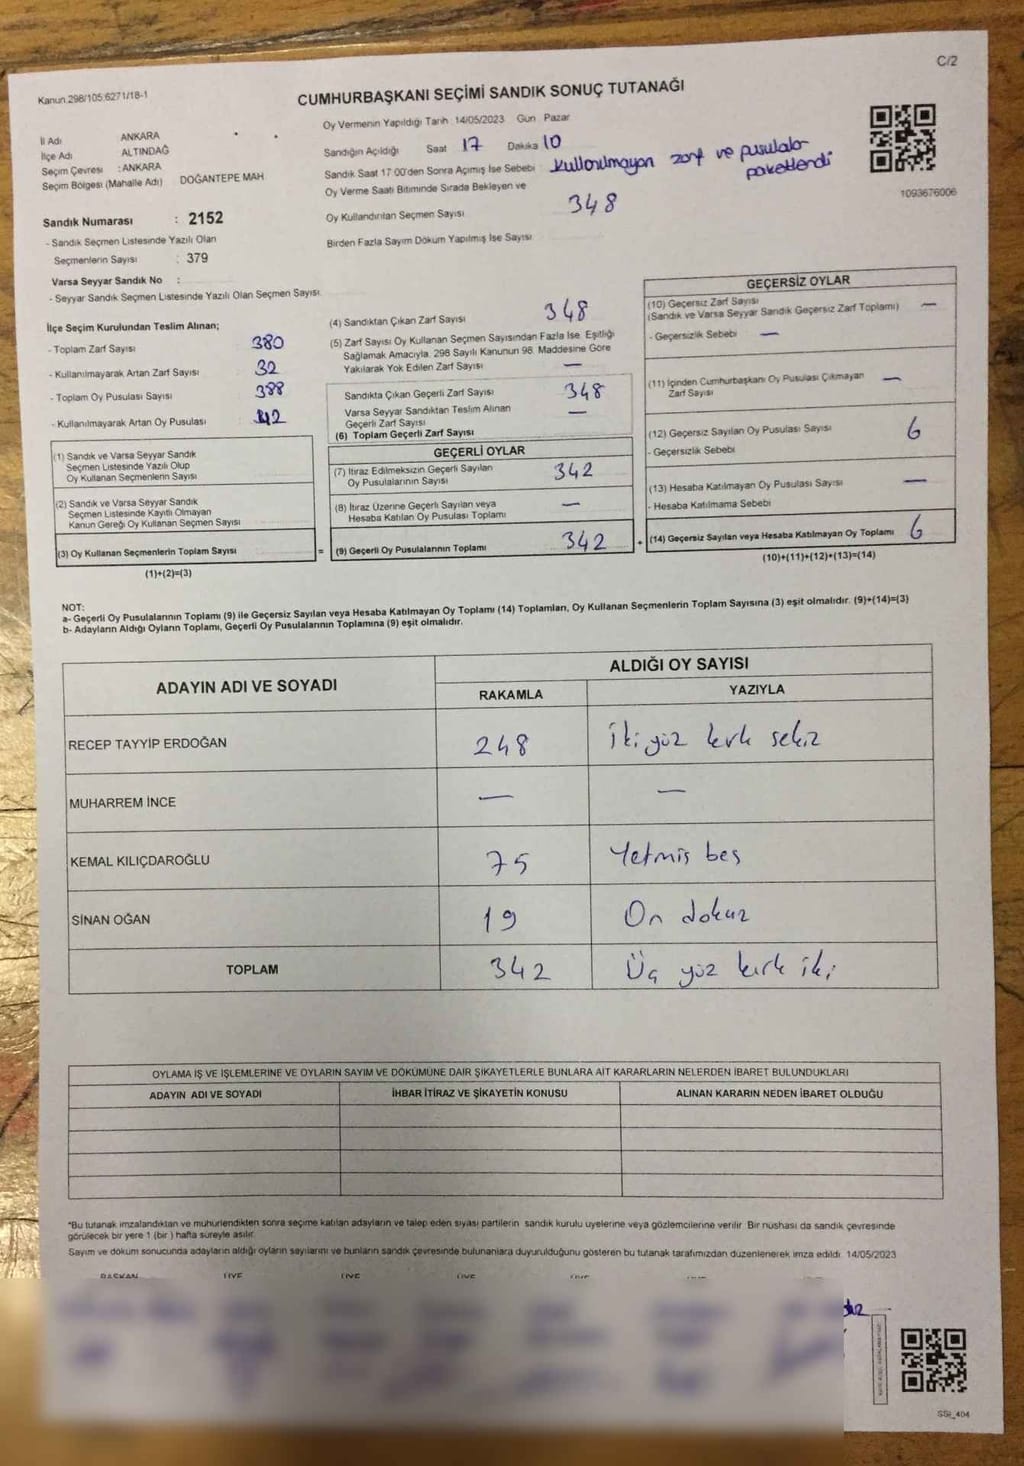 C/2
Kanun.298/105;6271/18-1
CUMHURBAŞKANI SEÇİMİ SANDIK SONUÇ TUTANAĞI
İl Adı ANKARA
İlçe Adı ALTINDAĞ
Seçim Çevresi : ANKARA
Seçim Bölgesi (Mahalle Adı) DOĞANTEPE MAH
Oy Vermenin Yapıldığı Tarih 14/05/2023 Gün Pazar
Sandığın Açıldığı Saat 17 Dakika 10
Sandık Saat 17 00'den Sonra Açımış İse Sebebi Kullanılmayan zarf ve pusulalar
paketlendi
Oy Verme Saati Bitiminde Sırada Bekleyen ve
Oy Kullandırılan Seçmen Sayısı 348
Birden Fazla Sayım Döküm Yapılmış İse Sayısı
1093676006
Sandık Numarası : 2152
- Sandık Seçmen Listesinde Yazılı Olan
Seçmenlerin Sayısı : 379
Varsa Seyyar Sandık No :
- Seyyar Sandık Seçmen Listesinde Yazılı Olan Seçmen Sayısı:
İlçe Seçim Kurulundan Teslim Alınan;
- Toplam Zarf Sayısı 380
- Kullanılmayarak Artan Zarf Sayısı 32
- Toplam Oy Pusulası Sayısı 388
- Kullanılmayarak Artan Oy Pusulası
(1) Sandık ve Varsa Seyyar Sandık
Seçmen Listesinde Yazılı Olup
Oy Kullanan Seçmenlerin Sayısı
(2) Sandık ve Varsa Seyyar Sandık
Seçmen Listesinde Kayıtlı Olmayan
Kanun Gereği Oy Kullanan Seçmen Sayısı
(3) Oy Kullanan Seçmenlerin Toplam Sayısı
(1)+(2)=(3)
=
(4) Sandıktan Çıkan Zarf Sayısı 348
(5) Zarf Sayısı Oy Kullanan Seçmen Sayısından Fazla İse, Eşitliği
Sağlamak Amacıyla, 298 Sayılı Kanunun 98. Maddesine Göre
Yakılarak Yok Edilen Zarf Sayısı —
Sandıkta Çıkan Geçerli Zarf Sayısı 348
Varsa Seyyar Sandıktan Teslim Alınan
Geçerli Zarf Sayısı —
(6) Toplam Geçerli Zarf Sayısı
GEÇERLİ OYLAR
(7) İtiraz Edilmeksizin Geçerli Sayılan
Oy Pusulalarının Sayısı 342
(8) İtiraz Üzerine Geçerli Sayılan veya
Hesaba Katılan Oy Pusulası Toplamı —
(9) Geçerli Oy Pusulalarının Toplamı 342
+
GEÇERSİZ OYLAR
(10) Geçersiz Zarf Sayısı
(Sandık ve Varsa Seyyar Sandık Geçersiz Zarf Toplamı) —
- Geçersizlik Sebebi —
(11) İçinden Cumhurbaşkanı Oy Pusulası Çıkmayan
Zarf Sayısı —
(12) Geçersiz Sayılan Oy Pusulası Sayısı 6
- Geçersizlik Sebebi
(13) Hesaba Katılmayan Oy Pusulası Sayısı —
- Hesaba Katılmama Sebebi
(14) Geçersiz Sayılan veya Hesaba Katılmayan Oy Toplamı 6
(10)+(11)+(12)+(13)=(14)
NOT:
a- Geçerli Oy Pusulalarının Toplamı (9) ile Geçersiz Sayılan veya Hesaba Katılmayan Oy Toplamı (14) Toplamları, Oy Kullanan Seçmenlerin Toplam Sayısına (3) eşit olmalıdır. (9)+(14)=(3)
b- Adayların Aldığı Oyların Toplamı, Geçerli Oy Pusulalarının Toplamına (9) eşit olmalıdır.
ADAYIN ADI VE SOYADI ALDIĞI OY SAYISI
RAKAMLA YAZIYLA
RECEP TAYYİP ERDOĞAN 248 İki yüz kırk sekiz
MUHARREM İNCE — —
KEMAL KILIÇDAROĞLU 75 Yetmiş beş
SİNAN OĞAN 19 On dokuz
TOPLAM 342 Üç yüz kırk iki
OYLAMA İŞ VE İŞLEMLERİNE VE OYLARIN SAYIM VE DÖKÜMÜNE DAİR ŞİKAYETLERLE BUNLARA AİT KARARLARIN NELERDEN İBARET BULUNDUKLARI
ADAYIN ADI VE SOYADI İHBAR İTİRAZ VE ŞİKAYETİN KONUSU ALINAN KARARIN NEDEN İBARET OLDUĞU
*Bu tutanak imzalandıktan ve mühürlendikten sonra seçime katılan adayların ve talep eden siyasi partilerin sandık kurulu üyelerine veya gözlemcilerine verilir. Bir nüshası da sandık çevresinde
görülecek bir yere 1 (bir ) hafta süreyle asılır.
Sayım ve döküm sonucunda adayların aldığı oyların sayılarını ve bunların sandık çevresinde bulunanlara duyurulduğunu gösteren bu tutanak tarafımızdan düzenlenerek imza edildi. 14/05/2023
BAŞKAN ÜYE ÜYE ÜYE ÜYE ÜYE ÜYE
SSİ_404